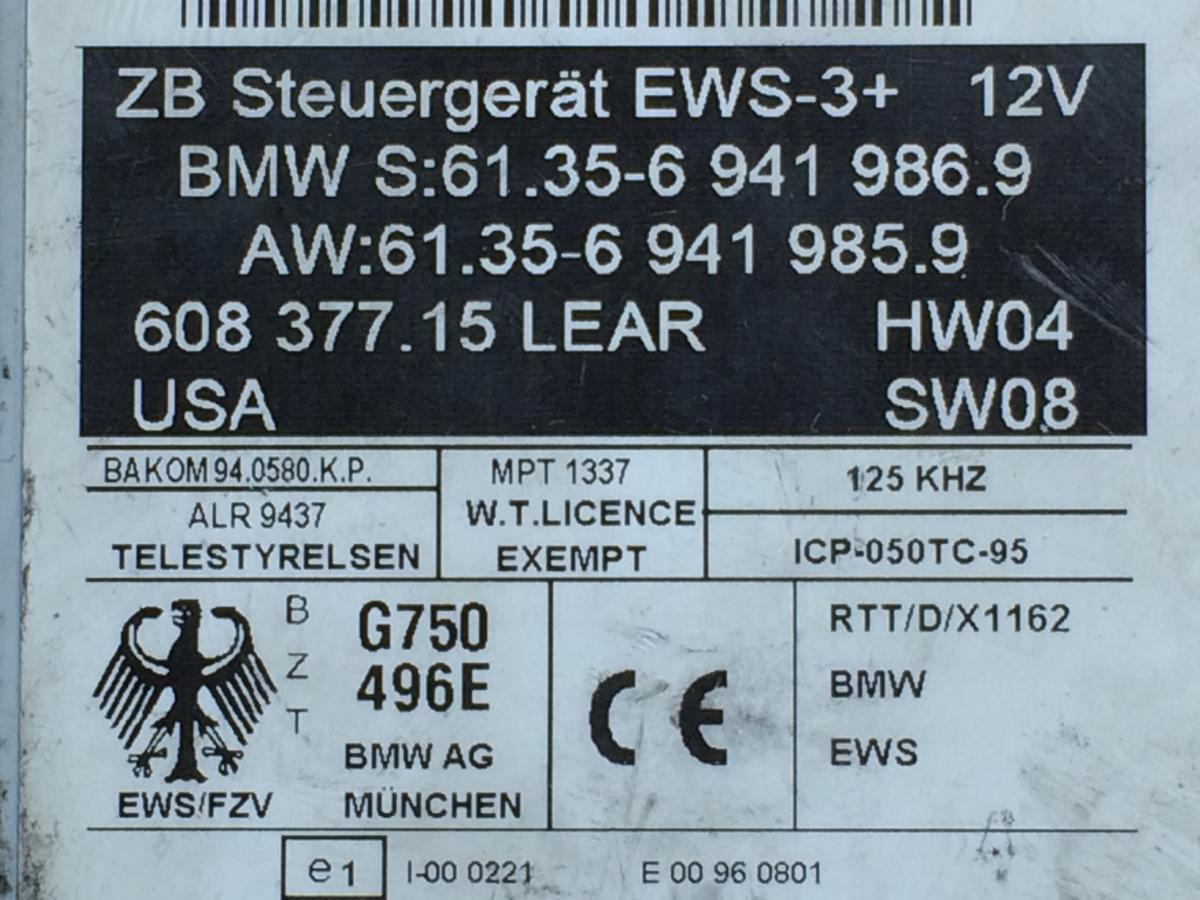 ZB Steuergerät EWS-3+ 12V
BMW S:61.35-6 941 986.9
AW:61.35-6 941 985.9
608 377.15 LEAR HW04
USA SW08
BAKOM94.0580.K.P.
ALR 9437
TELESTYRELSEN
MPT 1337
W.T.LICENCE
EXEMPT
125 KHZ
ICP-050TC-95
B
Z
T
G750
496E
BMW AG
EWS/FZV MÜNCHEN
CE
RTT/D/X1162
BMW
EWS
e1 I-00 0221 E 00 96 0801